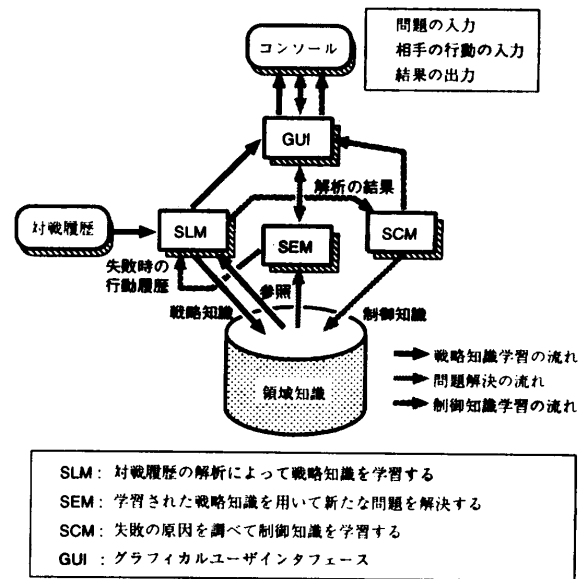 コンソール
問題の入力
相手の行動の入力
結果の出力
GUI
解析の結果
対戦履歴
SLM
SEM
SCM
失敗時の
行動履歴
参照
戦略知識
制御知識
領域知識
戦略知識学習の流れ
問題解決の流れ
制御知識学習の流れ
SLM : 対戦履歴の解析によって戦略知識を学習する
SEM : 学習された戦略知識を用いて新たな問題を解決する
SCM : 失敗の原因を調べて制御知識を学習する
GUI : グラフィカルユーザインタフェース